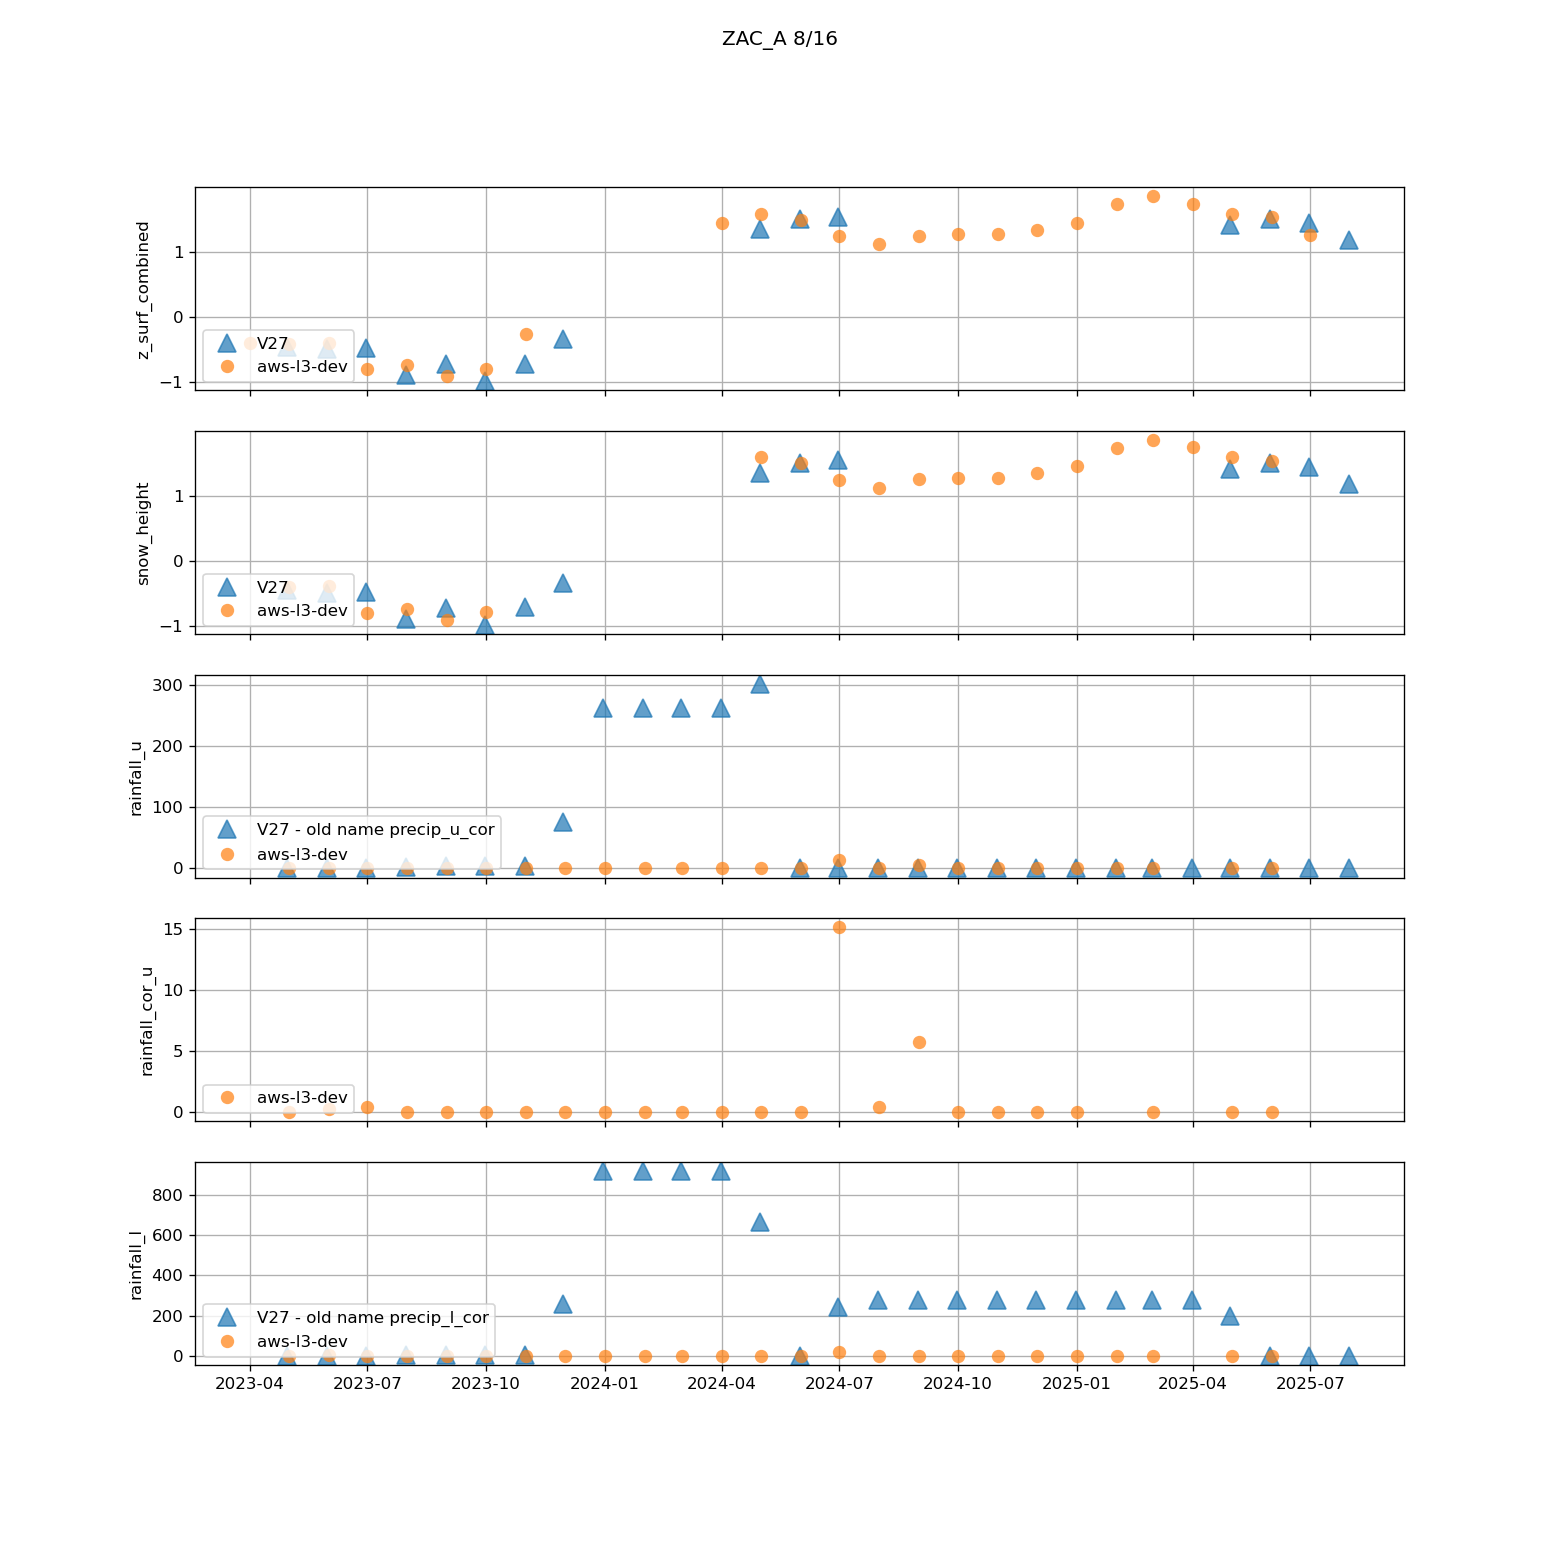 ZAC_A 8/16
z_surf_combined
1
0
−1
V27
aws-l3-dev
snow_height
1
0
−1
V27
aws-l3-dev
rainfall_u
300
200
100
0
V27 - old name precip_u_cor
aws-l3-dev
rainfall_cor_u
15
10
5
0
aws-l3-dev
rainfall_l
800
600
400
200
0
V27 - old name precip_l_cor
aws-l3-dev
2023-04 2023-07 2023-10 2024-01 2024-04 2024-07 2024-10 2025-01 2025-04 2025-07